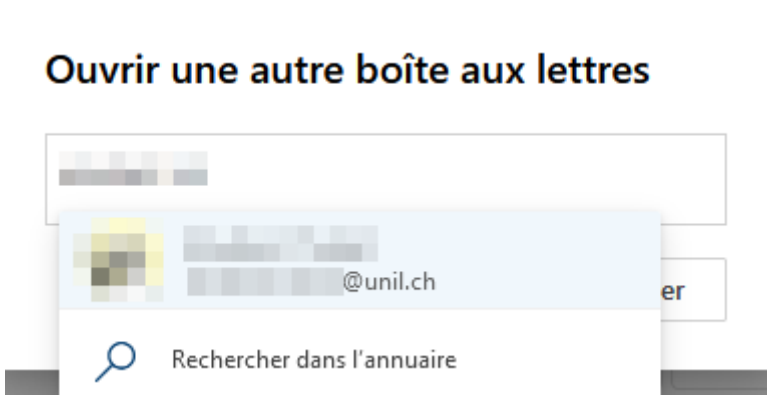 Ouvrir une autre boîte aux lettres
@unil.ch
er
Rechercher dans l'annuaire